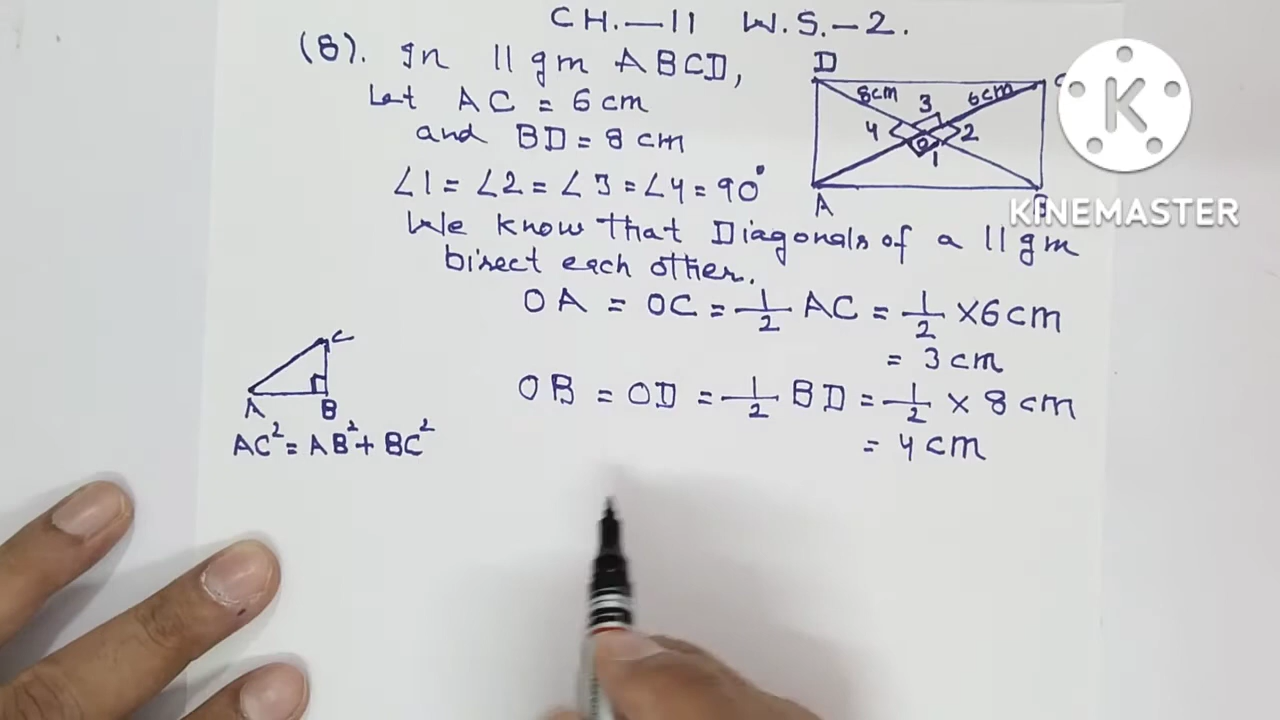 CH.—11 W.S.—2.
(8). In 11 gm ABCD,
Let AC = 6 cm
and BD = 8 cm
∠1 = ∠2 = ∠3 = ∠4 = 90°
We know that Diagonals of a 11 gm
bisect each other.
OA = OC = 1/2 AC = 1/2 × 6 cm
= 3 cm
OB = OD = 1/2 BD = 1/2 × 8 cm
= 4 cm
D
8cm 3 6cm C
4 O 2
1
A B
K
KINEMASTER
C
A B
AC² = AB² + BC²